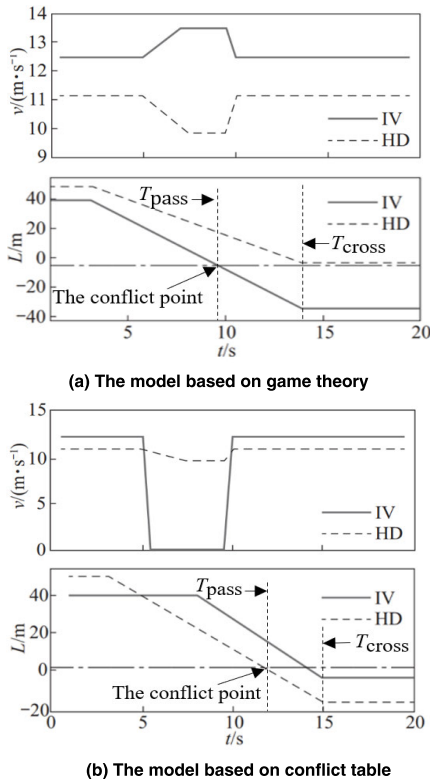 v/(m·s⁻¹)
14
13
12
11
10
9
IV
HD
L/m
40
20
0
−20
−40
Tpass
Tcross
The conflict point
5
10
15
20
t/s
(a) The model based on game theory
v/(m·s⁻¹)
15
10
5
0
IV
HD
L/m
40
20
0
−20
Tpass
IV
HD
Tcross
The conflict point
0
5
10
15
20
t/s
(b) The model based on conflict table